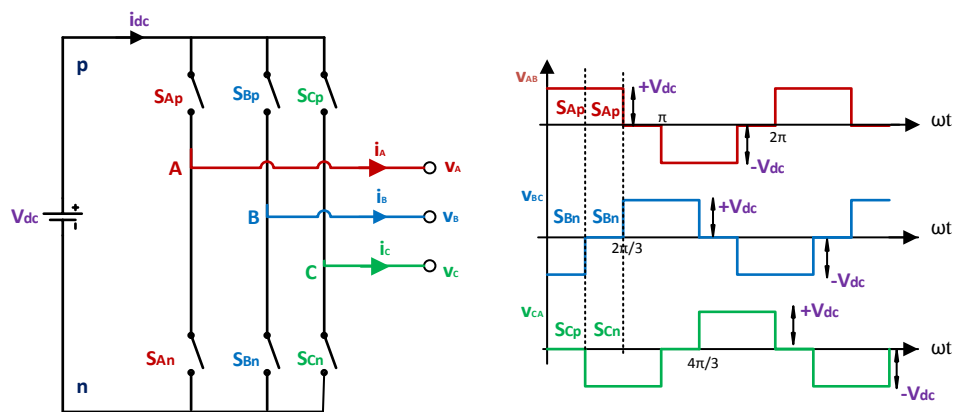 idc
p
SAp
SBp
SCp
A
iA
vA
Vdc
+
B
iB
vB
C
iC
vC
SAn
SBn
SCn
n
vAB
+Vdc
SAp SAp
π
2π
ωt
-Vdc
vBC
+Vdc
SBn SBn
2π/3
ωt
-Vdc
vCA
+Vdc
SCp SCn
4π/3
ωt
-Vdc